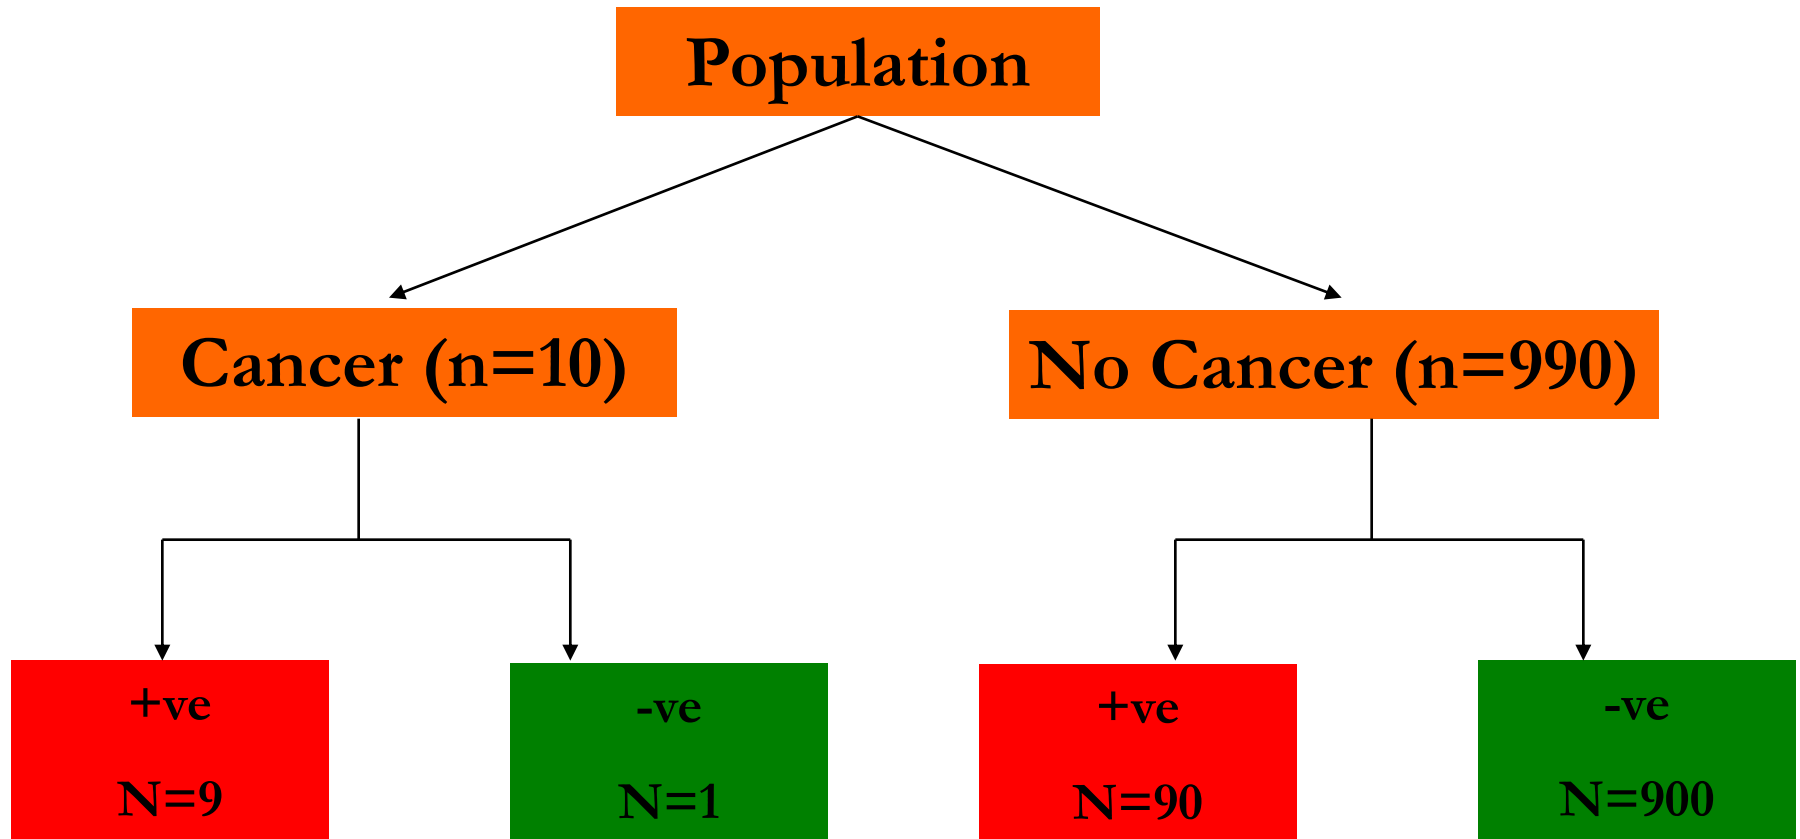 Population
Cancer (n=10)
No Cancer (n=990)
+ve
N=9
-ve
N=1
+ve
N=90
-ve
N=900